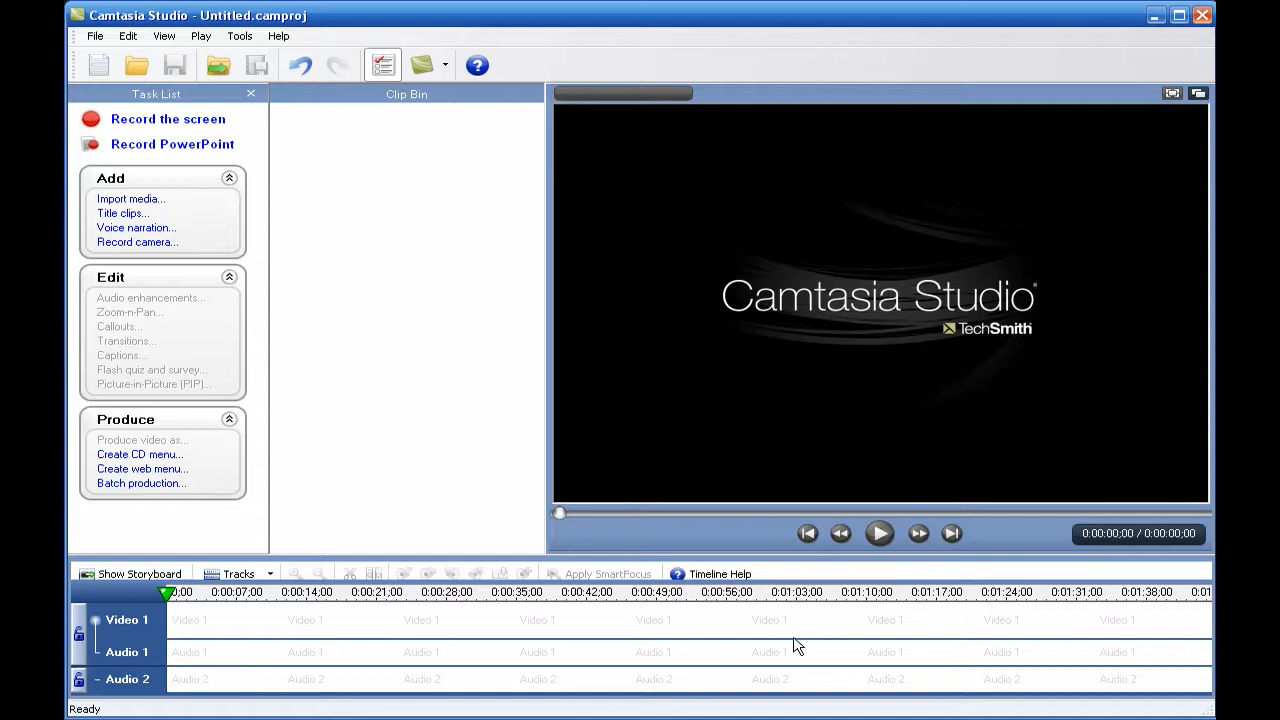 Camtasia Studio - Untitled.camproj
File Edit View Play Tools Help
Task List
Clip Bin
Record the screen
Record PowerPoint
Add
Import media...
Title clips...
Voice narration...
Record camera...
Edit
Audio enhancements...
Zoom-n-Pan...
Callouts...
Transitions...
Captions...
Flash quiz and survey...
Picture-in-Picture (PIP)...
Produce
Produce video as...
Create CD menu...
Create web menu...
Batch production...
Camtasia Studio®
TechSmith
0:00:00;00 / 0:00:00;00
Show Storyboard Tracks Apply SmartFocus Timeline Help
0;00 0:00:07;00 0:00:14;00 0:00:21;00 0:00:28;00 0:00:35;00 0:00:42;00 0:00:49;00 0:00:56;00 0:01:03;00 0:01:10;00 0:01:17;00 0:01:24;00 0:01:31;00 0:01:38;00 0:01
Video 1 Video 1 Video 1 Video 1 Video 1 Video 1 Video 1 Video 1 Video 1 Video 1
Audio 1 Audio 1 Audio 1 Audio 1 Audio 1 Audio 1 Audio 1 Audio 1 Audio 1 Audio 1
Audio 2 Audio 2 Audio 2 Audio 2 Audio 2 Audio 2 Audio 2 Audio 2 Audio 2 Audio 2
Ready